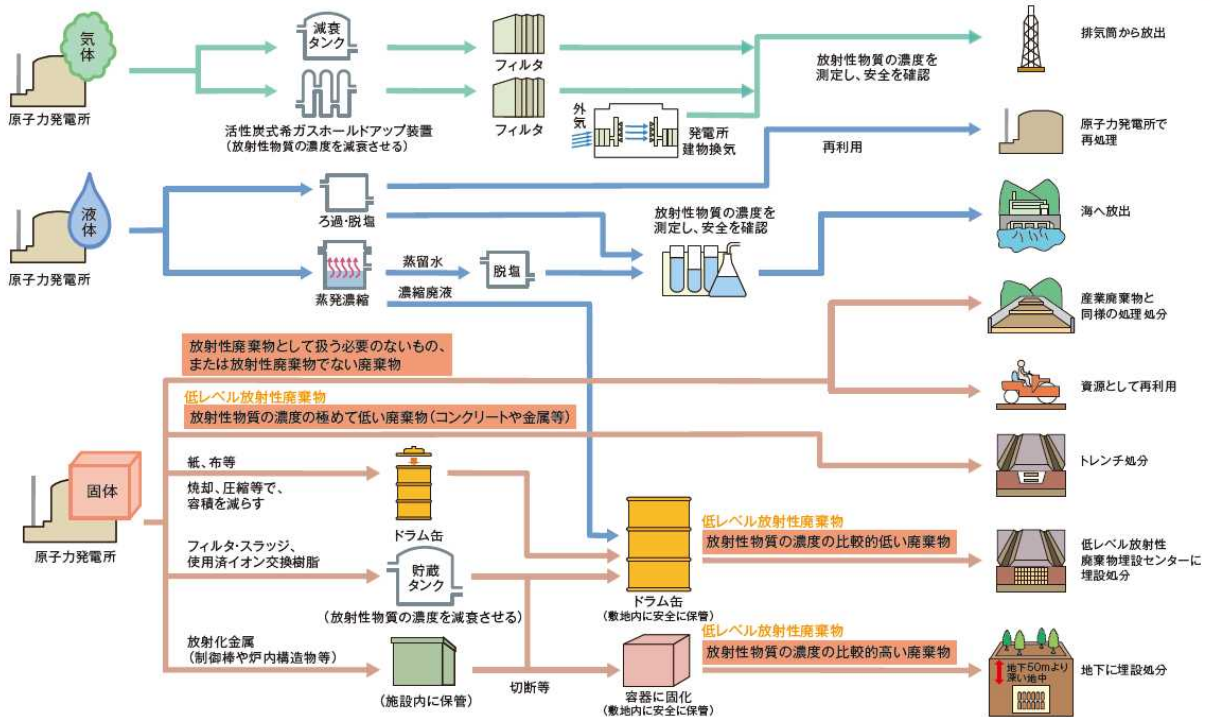 気体
原子力発電所
減衰
タンク
活性炭式希ガスホールドアップ装置
(放射性物質の濃度を減衰させる)
フィルタ
フィルタ
外気
発電所
建物換気
放射性物質の濃度を
測定し、安全を確認
排気筒から放出
液体
原子力発電所
ろ過・脱塩
再利用
原子力発電所で
再処理
蒸発濃縮
蒸留水
濃縮廃液
脱塩
放射性物質の濃度を
測定し、安全を確認
海へ放出
固体
原子力発電所
放射性廃棄物として扱う必要のないもの、
または放射性廃棄物でない廃棄物
産業廃棄物と
同様の処理処分
資源として再利用
低レベル放射性廃棄物
放射性物質の濃度の極めて低い廃棄物(コンクリートや金属等)
トレンチ処分
紙、布等
焼却、圧縮等で、
容積を減らす
ドラム缶
フィルタ・スラッジ、
使用済イオン交換樹脂
貯蔵
タンク
(放射性物質の濃度を減衰させる)
ドラム缶
(敷地内に安全に保管)
低レベル放射性廃棄物
放射性物質の濃度の比較的低い廃棄物
低レベル放射性
廃棄物埋設センターに
埋設処分
放射化金属
(制御棒や炉内構造物等)
(施設内に保管)
切断等
容器に固化
(敷地内に安全に保管)
低レベル放射性廃棄物
放射性物質の濃度の比較的高い廃棄物
地下50mより
深い地中
地下に埋設処分